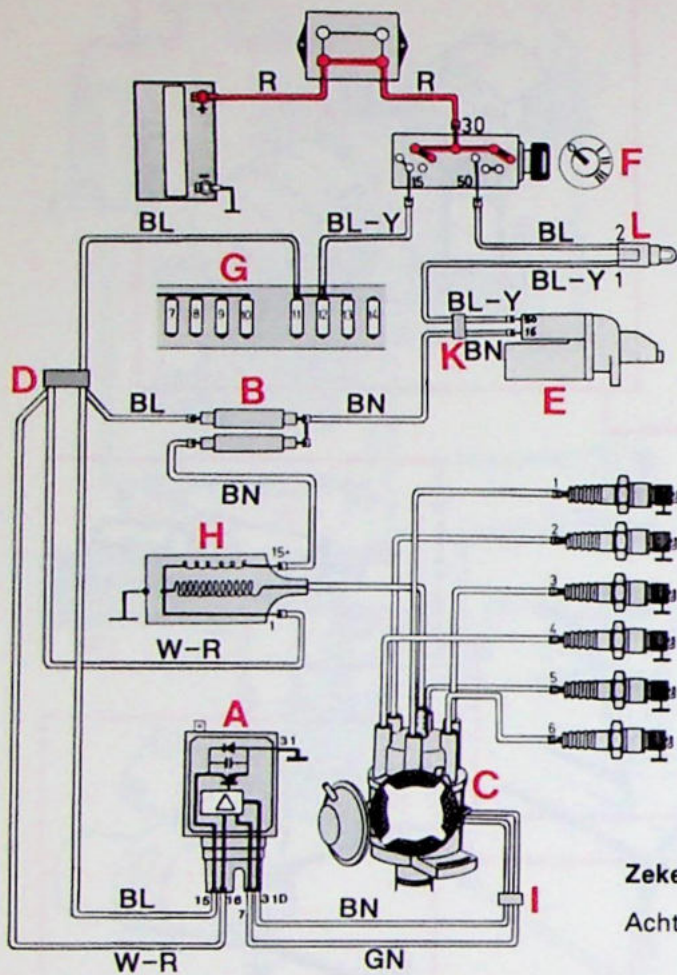 R R
30
F
15 50
BL BL-Y BL 2 L
BL-Y 1
G
BL-Y
7 8 9 10 11 12 13 14
50
16
K BN
E
D
B
BL BN
BN
H
15+
1
W-R
1
2
3
4
5
6
A
31
C
BL 15 16 7 31D BN I
W-R GN
Zeke
Acht